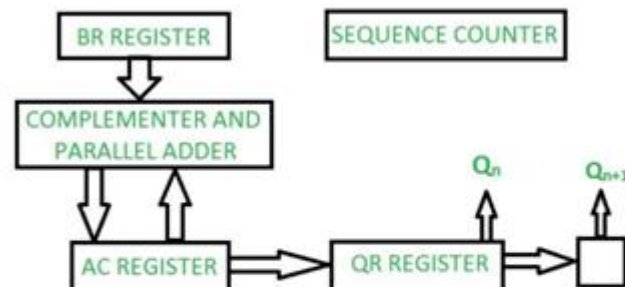 BR REGISTER
SEQUENCE COUNTER
COMPLEMENTER AND
PARALLEL ADDER
Qn
Qn+1
AC REGISTER
QR REGISTER